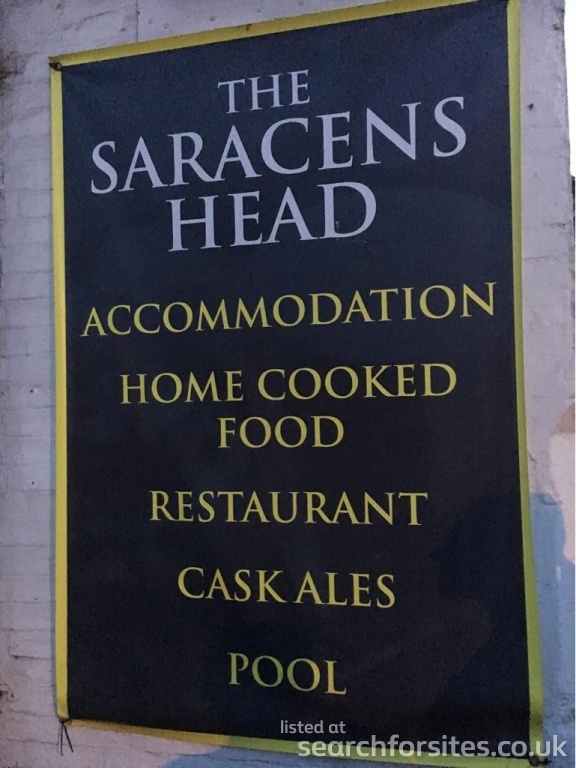 THE
SARACENS
HEAD
ACCOMMODATION
HOME COOKED
FOOD
RESTAURANT
CASK ALES
POOL
listed at
searchforsites.co.uk